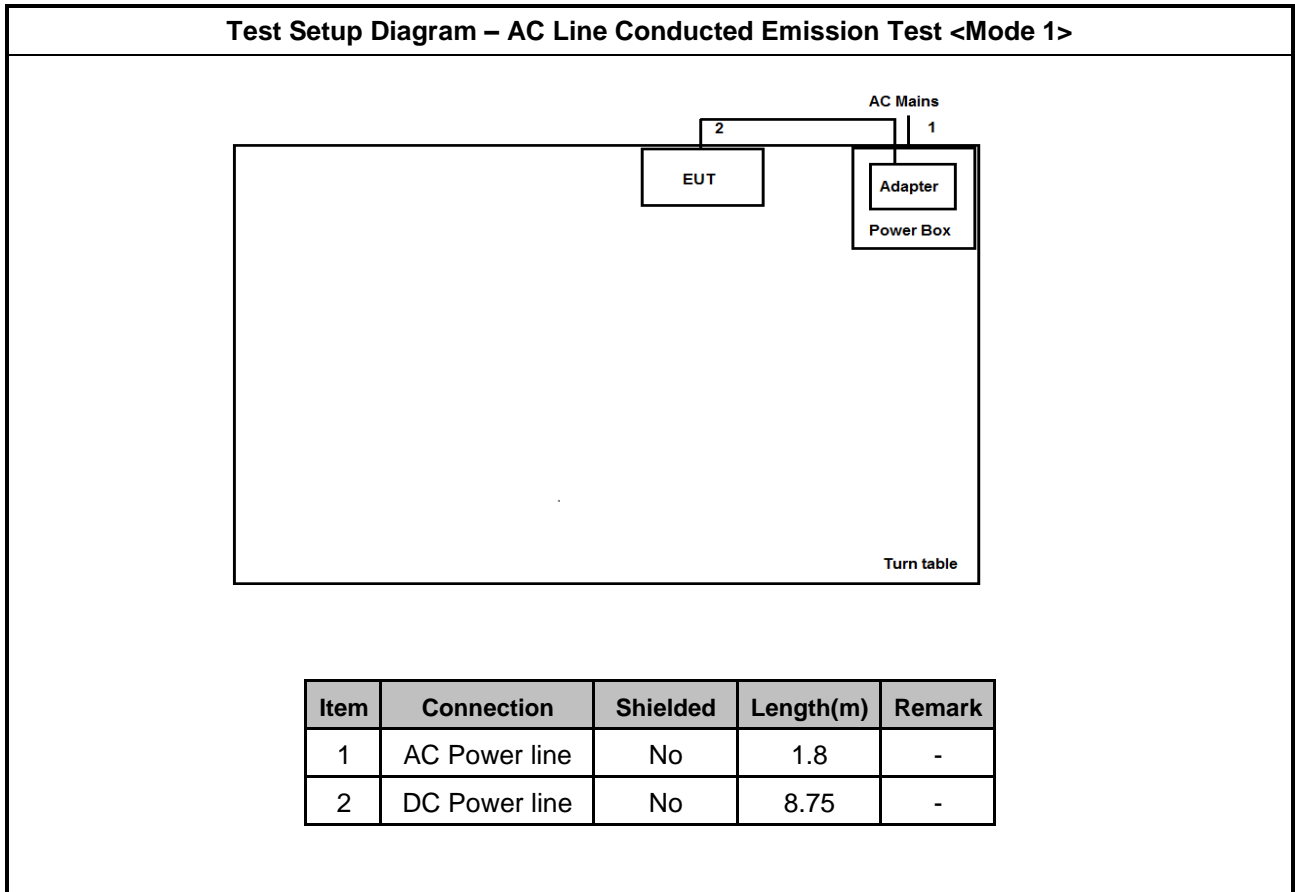 Test Setup Diagram – AC Line Conducted Emission Test <Mode 1>
AC Mains
2
1
EUT
Adapter
Power Box
Turn table
Item Connection Shielded Length(m) Remark
1 AC Power line No 1.8 -
2 DC Power line No 8.75 -